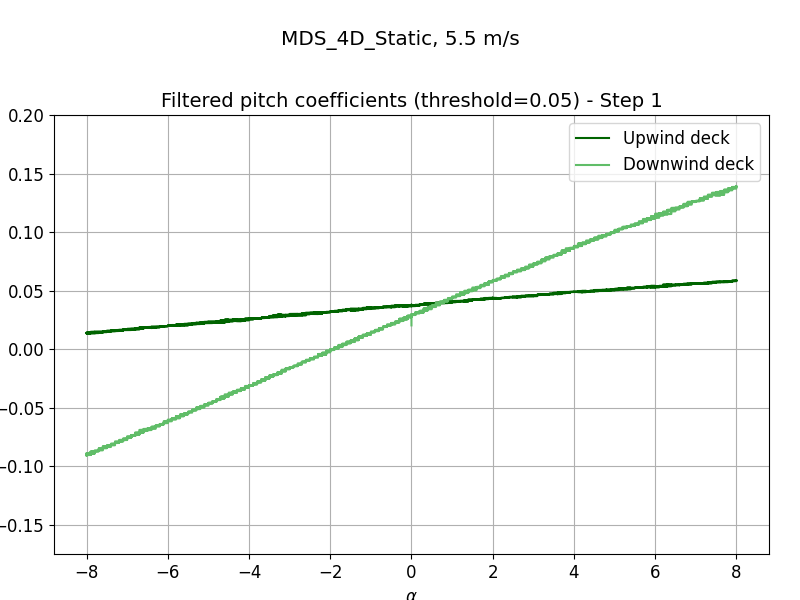 MDS_4D_Static, 5.5 m/s
Filtered pitch coefficients (threshold=0.05) - Step 1
Upwind deck
Downwind deck
0.20
0.15
0.10
0.05
0.00
−0.05
−0.10
−0.15
−8 −6 −4 −2 0 2 4 6 8
α